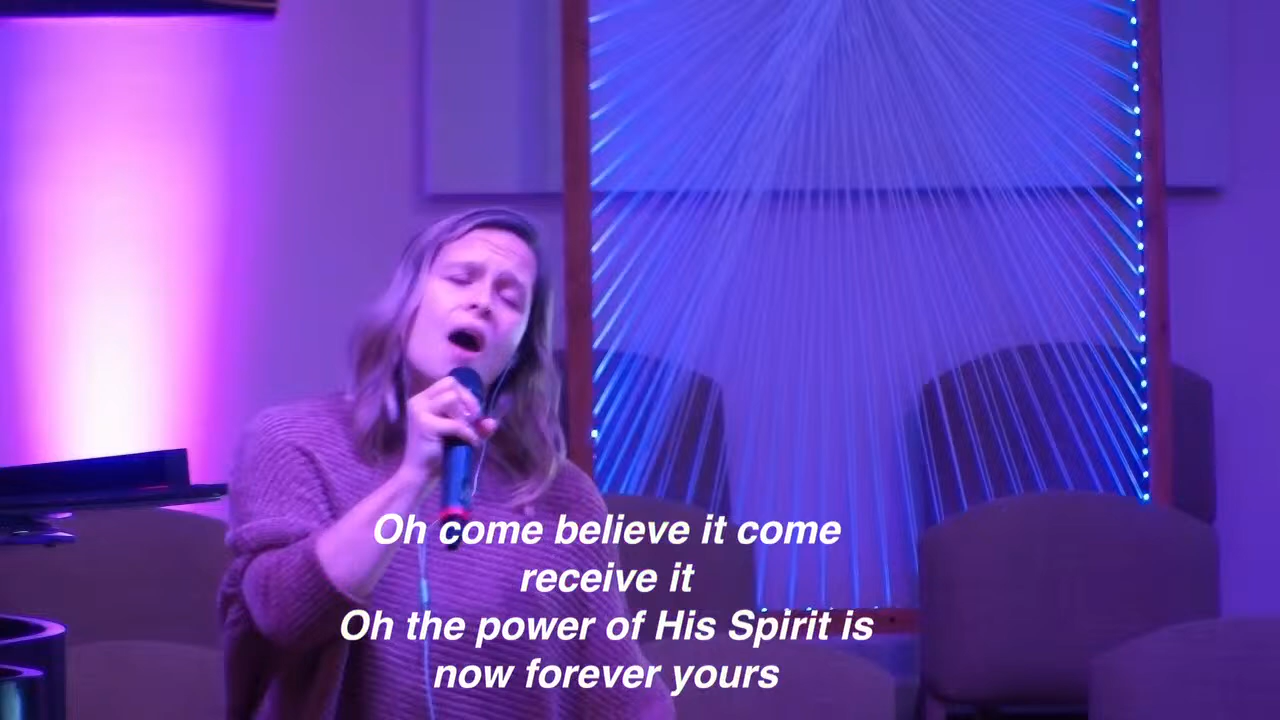 Oh come believe it come
receive it
Oh the power of His Spirit is
now forever yours